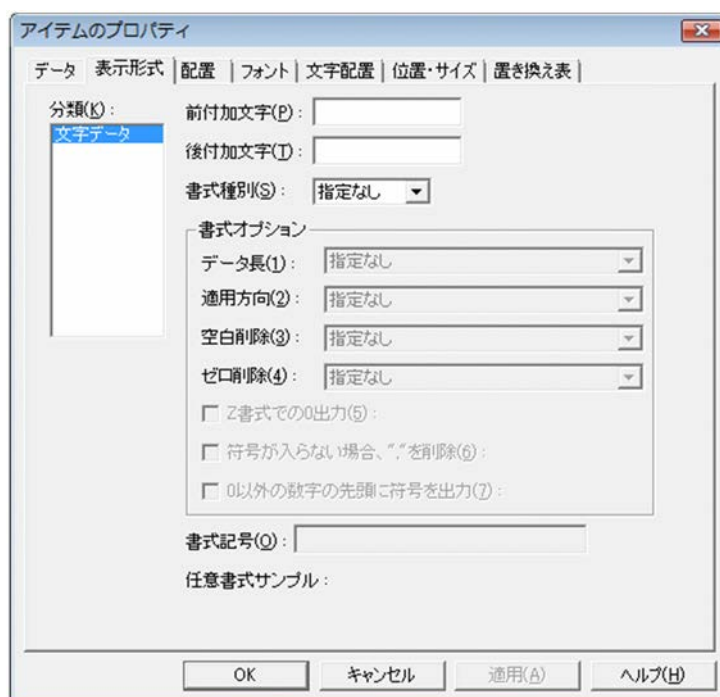 アイテムのプロパティ
データ 表示形式 配置 フォント 文字配置 位置・サイズ 置き換え表
分類(K)：
文字データ
前付加文字(P)：
後付加文字(T)：
書式種別(S)： 指定なし
書式オプション
データ長(1)： 指定なし
適用方向(2)： 指定なし
空白削除(3)： 指定なし
ゼロ削除(4)： 指定なし
Z書式での0出力(5)：
符号が入らない場合、","を削除(6)：
0以外の数字の先頭に符号を出力(7)：
書式記号(O)：
任意書式サンプル：
OK キャンセル 適用(A) ヘルプ(H)